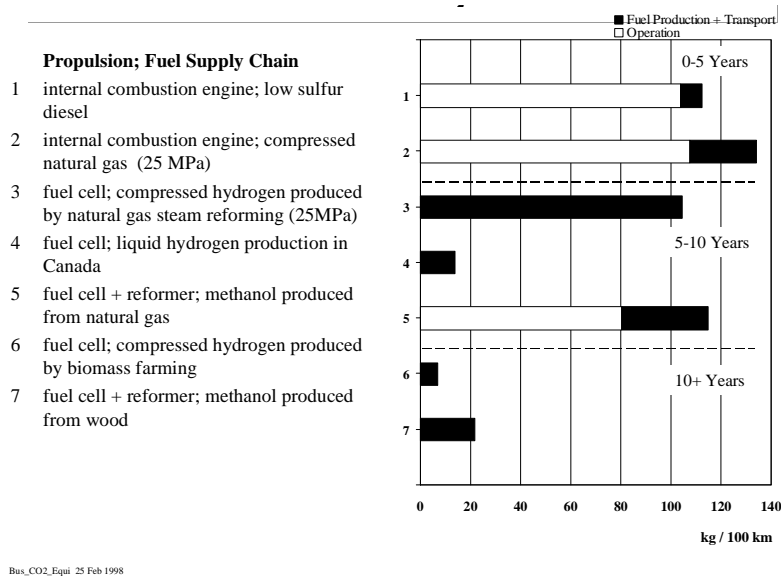 Fuel Production + Transport
Operation
Propulsion; Fuel Supply Chain
1 internal combustion engine; low sulfur
diesel
2 internal combustion engine; compressed
natural gas (25 MPa)
3 fuel cell; compressed hydrogen produced
by natural gas steam reforming (25MPa)
4 fuel cell; liquid hydrogen production in
Canada
5 fuel cell + reformer; methanol produced
from natural gas
6 fuel cell; compressed hydrogen produced
by biomass farming
7 fuel cell + reformer; methanol produced
from wood
0-5 Years
1
2
3
5-10 Years
4
5
6
10+ Years
7
0 20 40 60 80 100 120 140
kg / 100 km
Bus_CO2_Equi 25 Feb 1998